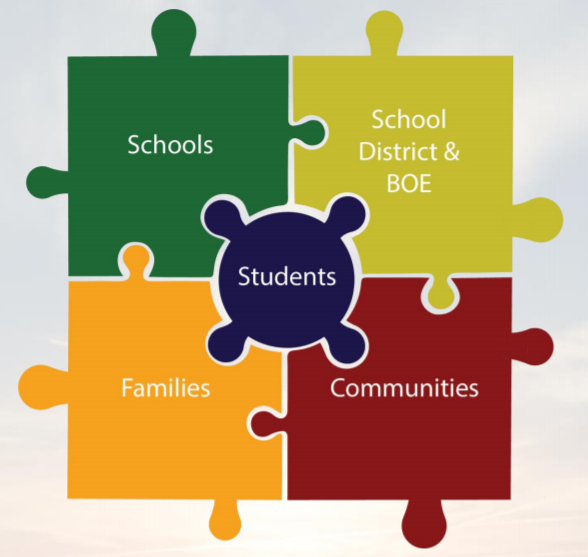 Schools
School
District &
BOE
Students
Families
Communities